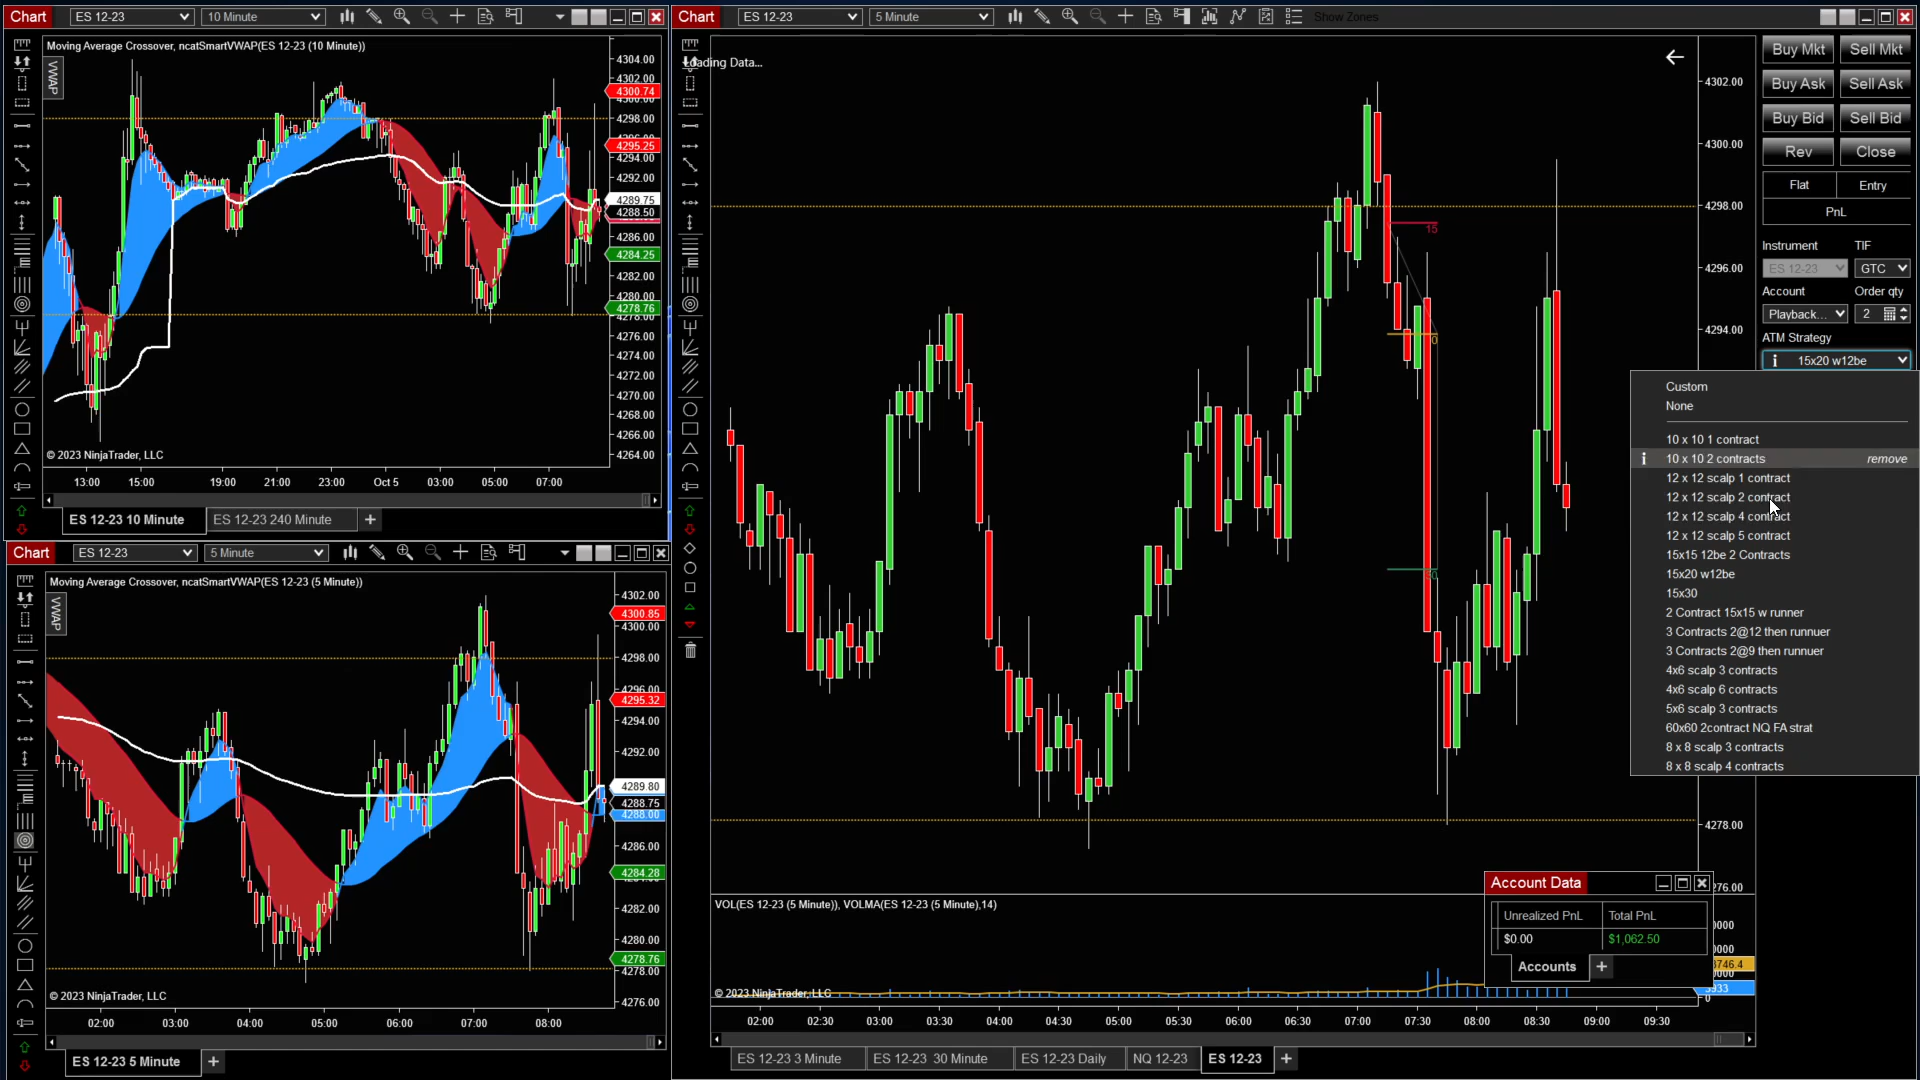 Chart ES 12-23 10 Minute
Moving Average Crossover, ncatSmartVWAP(ES 12-23 (10 Minute))
VWAP
4304.00
4302.00
4300.74
4300.00
4298.00
4295.25
4294.00
4292.00
4289.75
4288.50
4286.00
4284.25
4282.00
4280.00
4278.76
4278.00
4276.00
4274.00
4272.00
4270.00
4268.00
4266.00
4264.00
© 2023 NinjaTrader, LLC
13:00 15:00 19:00 21:00 23:00 Oct 5 03:00 05:00 07:00
ES 12-23 10 Minute ES 12-23 240 Minute +
Chart ES 12-23 5 Minute
Moving Average Crossover, ncatSmartVWAP(ES 12-23 (5 Minute))
VWAP
4302.00
4300.85
4298.00
4296.00
4295.32
4294.00
4292.00
4289.80
4288.75
4288.00
4286.00
4284.28
4282.00
4280.00
4278.76
4278.00
4276.00
© 2023 NinjaTrader, LLC
02:00 03:00 04:00 05:00 06:00 07:00 08:00
ES 12-23 5 Minute +
Chart ES 12-23 5 Minute Show Zones
Loading Data...
4302.00
4300.00
4298.00
4296.00
4294.00
4278.00
4276.00
15
0
VOL(ES 12-23 (5 Minute)), VOLMA(ES 12-23 (5 Minute),14)
© 2023 NinjaTrader, LLC
02:00 02:30 03:00 03:30 04:00 04:30 05:00 05:30 06:00 06:30 07:00 07:30 08:00 08:30 09:00 09:30
ES 12-23 3 Minute ES 12-23 30 Minute ES 12-23 Daily NQ 12-23 ES 12-23 +
Buy Mkt Sell Mkt
Buy Ask Sell Ask
Buy Bid Sell Bid
Rev Close
Flat Entry
PnL
Instrument TIF
ES 12-23 GTC
Account Order qty
Playback... 2
ATM Strategy
15x20 w12be
Custom
None
10 x 10 1 contract
10 x 10 2 contracts remove
12 x 12 scalp 1 contract
12 x 12 scalp 2 contract
12 x 12 scalp 4 contract
12 x 12 scalp 5 contract
15x15 12be 2 Contracts
15x20 w12be
15x30
2 Contract 15x15 w runner
3 Contracts 2@12 then runnuer
3 Contracts 2@9 then runnuer
4x6 scalp 3 contracts
4x6 scalp 6 contracts
5x6 scalp 3 contracts
60x60 2contract NQ FA strat
8 x 8 scalp 3 contracts
8 x 8 scalp 4 contracts
Account Data
Unrealized PnL Total PnL
$0.00 $1,062.50
Accounts +